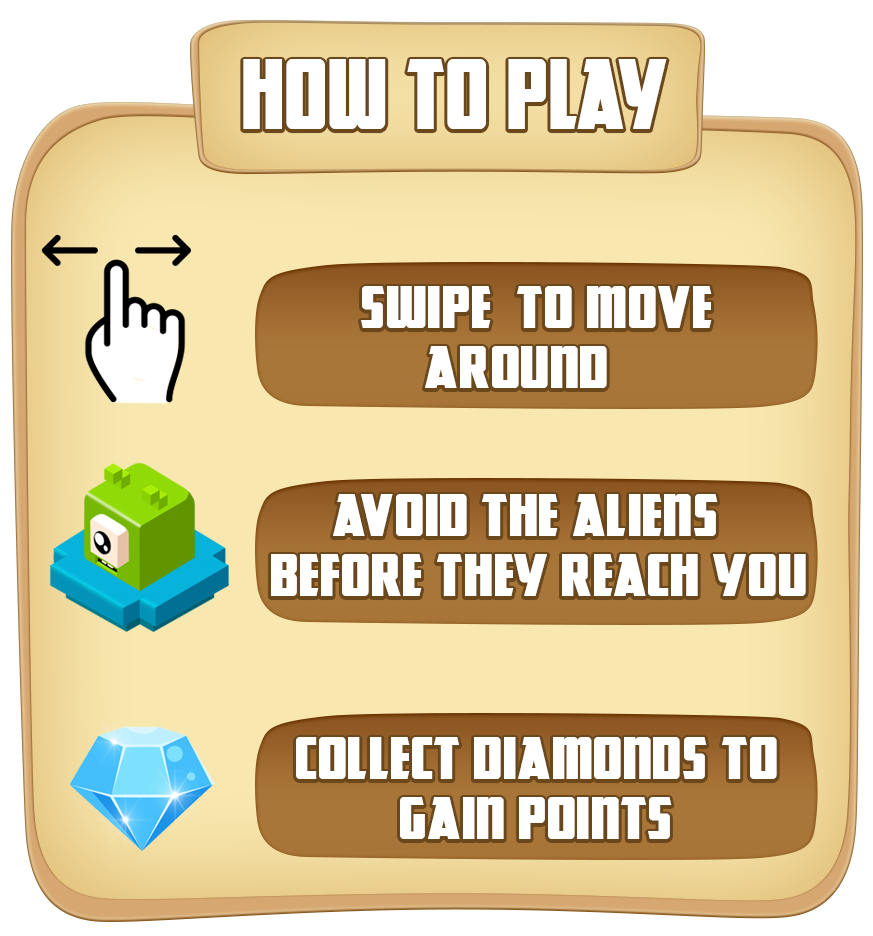 HOW TO PLAY
SWIPE TO MOVE
AROUND
AVOID THE ALIENS
BEFORE THEY REACH YOU
COLLECT DIAMONDS TO
GAIN POINTS